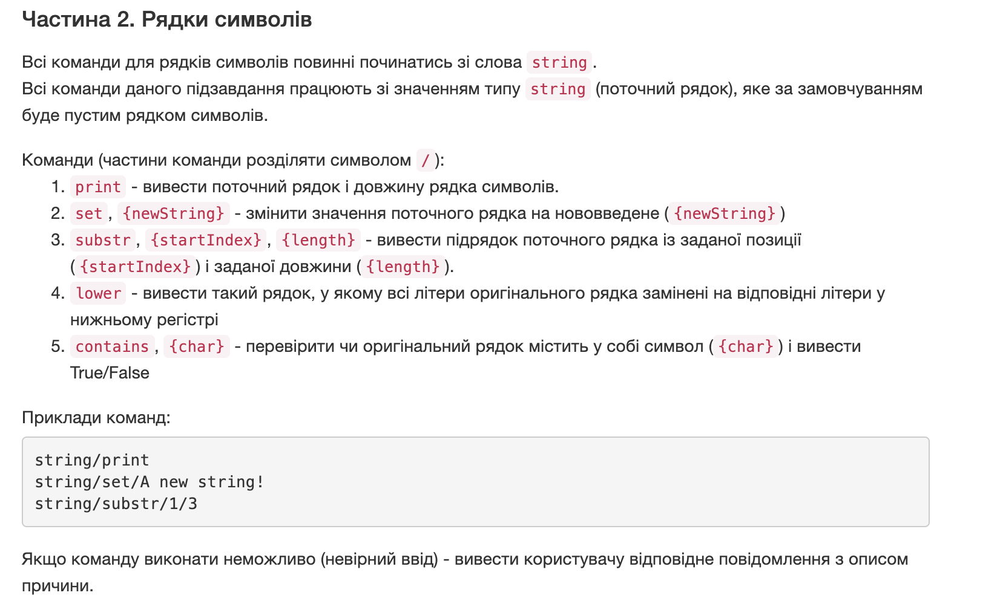 Частина 2. Рядки символів
Всі команди для рядків символів повинні починатись зі слова string.
Всі команди даного підзавдання працюють зі значенням типу string (поточний рядок), яке за замовчуванням
буде пустим рядком символів.
Команди (частини команди розділяти символом /):
1. print - вивести поточний рядок і довжину рядка символів.
2. set, {newString} - змінити значення поточного рядка на нововведене ({newString})
3. substr, {startIndex}, {length} - вивести підрядок поточного рядка із заданої позиції
({startIndex}) і заданої довжини ({length}).
4. lower - вивести такий рядок, у якому всі літери оригінального рядка замінені на відповідні літери у
нижньому регістрі
5. contains, {char} - перевірити чи оригінальний рядок містить у собі символ ({char}) і вивести
True/False
Приклади команд:
string/print
string/set/A new string!
string/substr/1/3
Якщо команду виконати неможливо (невірний ввід) - вивести користувачу відповідне повідомлення з описом
причини.